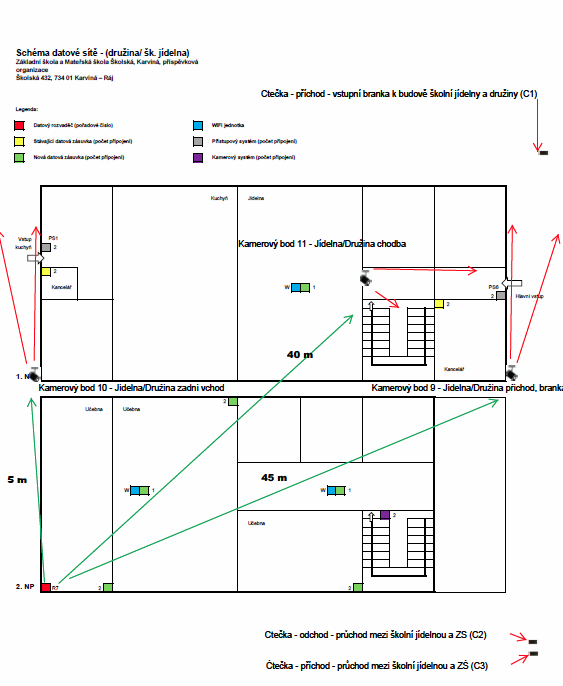 Schéma datové sítě - (družina/ šk. jídelna)
Základní škola a Mateřská škola Školská, Karviná, příspěvková
organizace
Školská 432, 734 01 Karviná – Ráj
Čtečka - příchod - vstupní branka k budově školní jídelny a družiny (C1)
Legenda:
Datový rozvaděč (pořadové číslo)
WIFI jednotka
Stávající datová zásuvka (počet připojení)
Přístupový systém (počet připojení)
Nová datová zásuvka (počet připojení)
Kamerový systém (počet připojení)
Kuchyň
Jídelna
Vstup
kuchyň
PS1
2
Kamerový bod 11 - Jídelna/Družina chodba
2
Kancelář
W
1
PS6
2
Hlavní vstup
2
40 m
Kancelář
1. N
Kamerový bod 10 - Jídelna/Družina zadni vchod
Kamerový bod 9 - Jídelna/Družina příchod, branka
Učebna
Učebna
2
5 m
45 m
W
1
W
1
Učebna
2
2. NP
R7
2
2
Čtečka - odchod - průchod mezi školní jídelnou a ZS (C2)
Čtečka - příchod - průchod mezi školní jídelnou a ZŠ (C3)